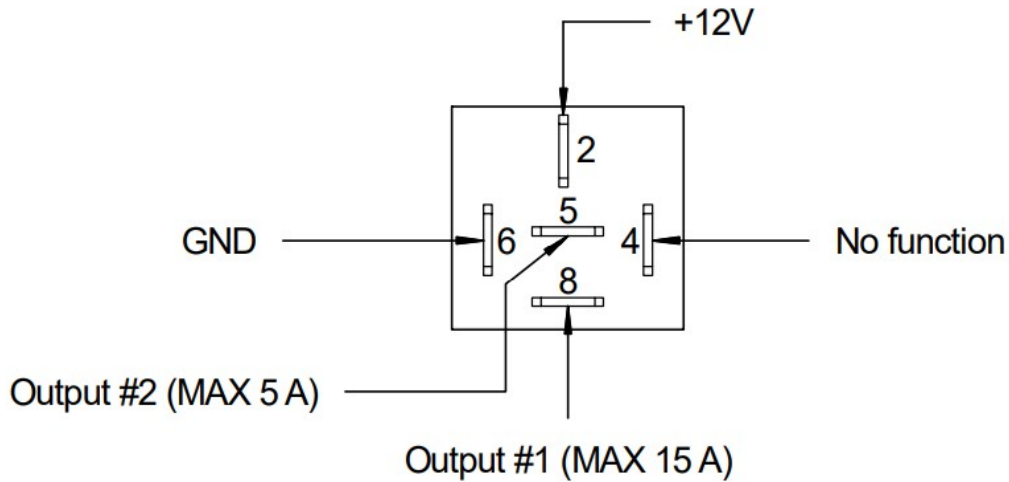 +12V
2
5
GND
6
4
No function
8
Output #2 (MAX 5 A)
Output #1 (MAX 15 A)